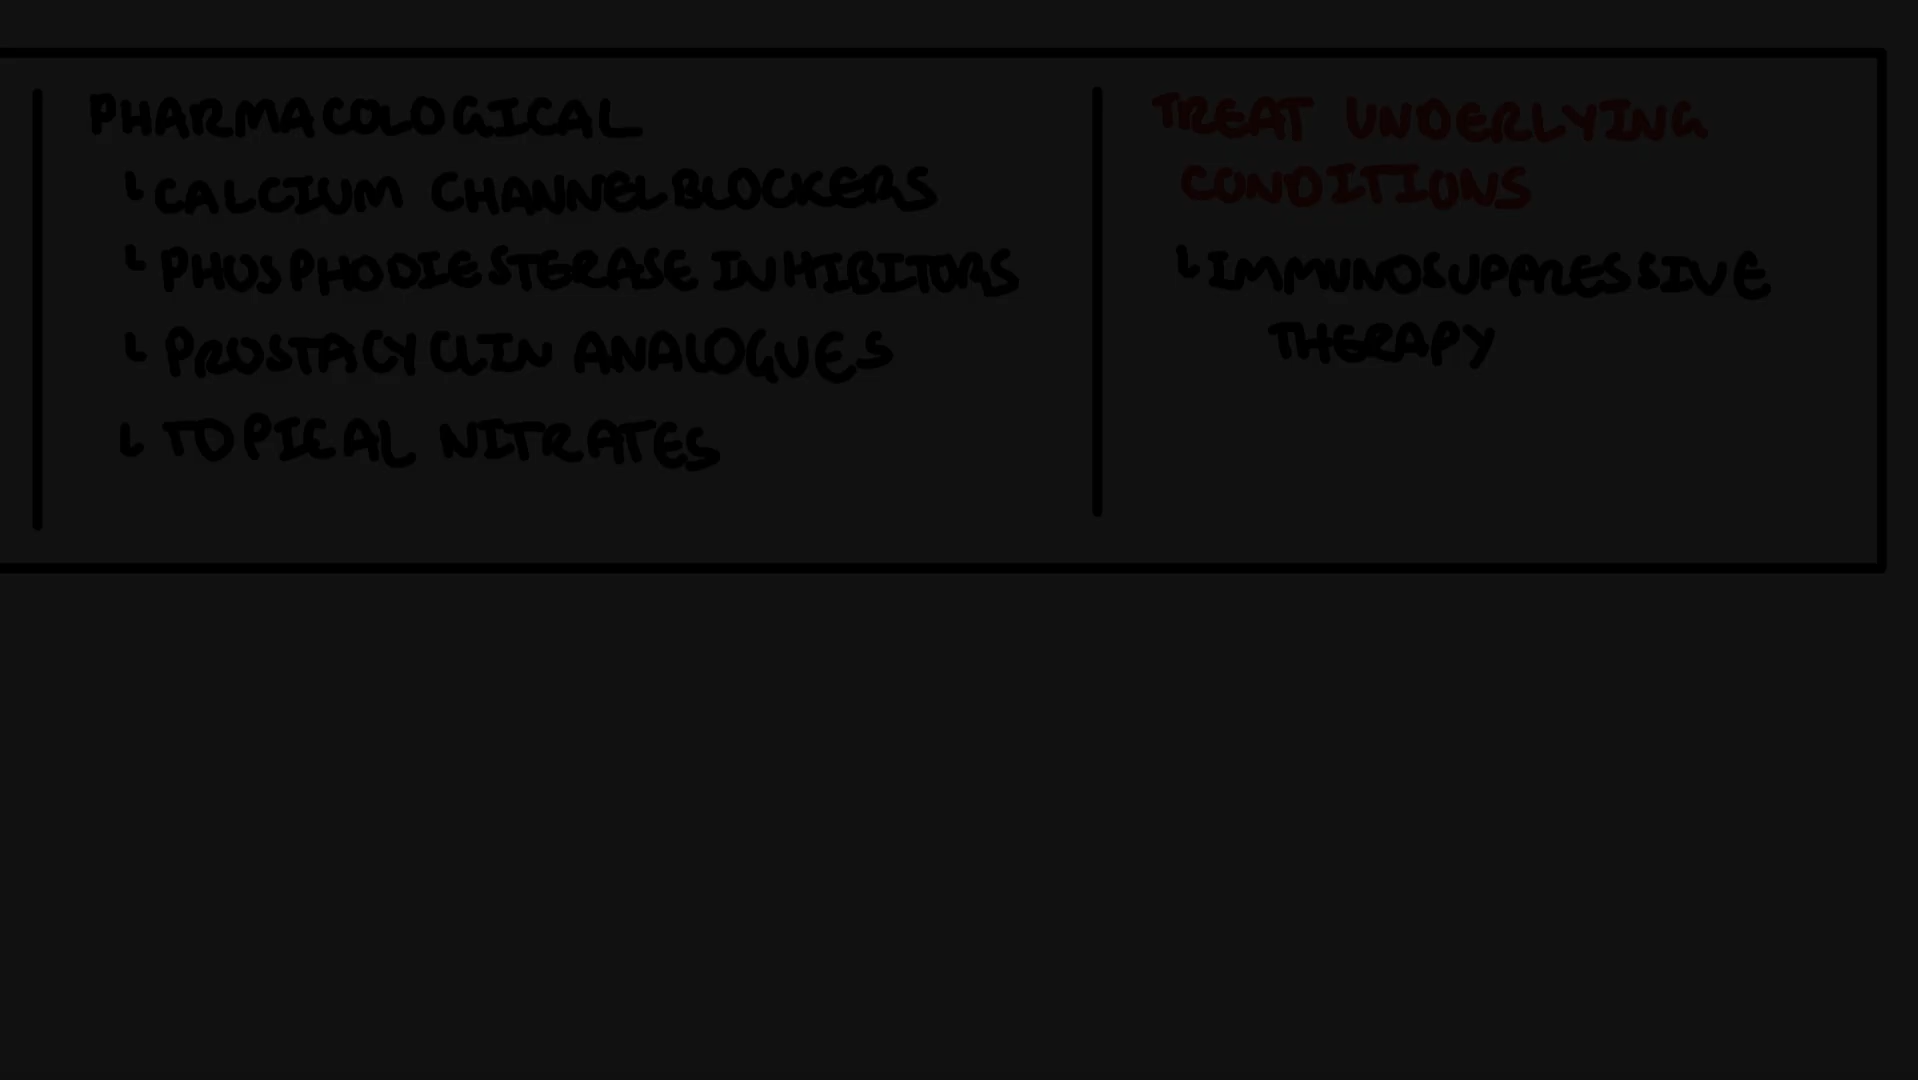 PHARMACOLOGICAL
CALCIUM CHANNEL BLOCKERS
PHOSPHODIESTERASE INHIBITORS
PROSTACYCLIN ANALOGUES
TOPICAL NITRATES
TREAT UNDERLYING
CONDITIONS
IMMUNOSUPPRESSIVE
THERAPY